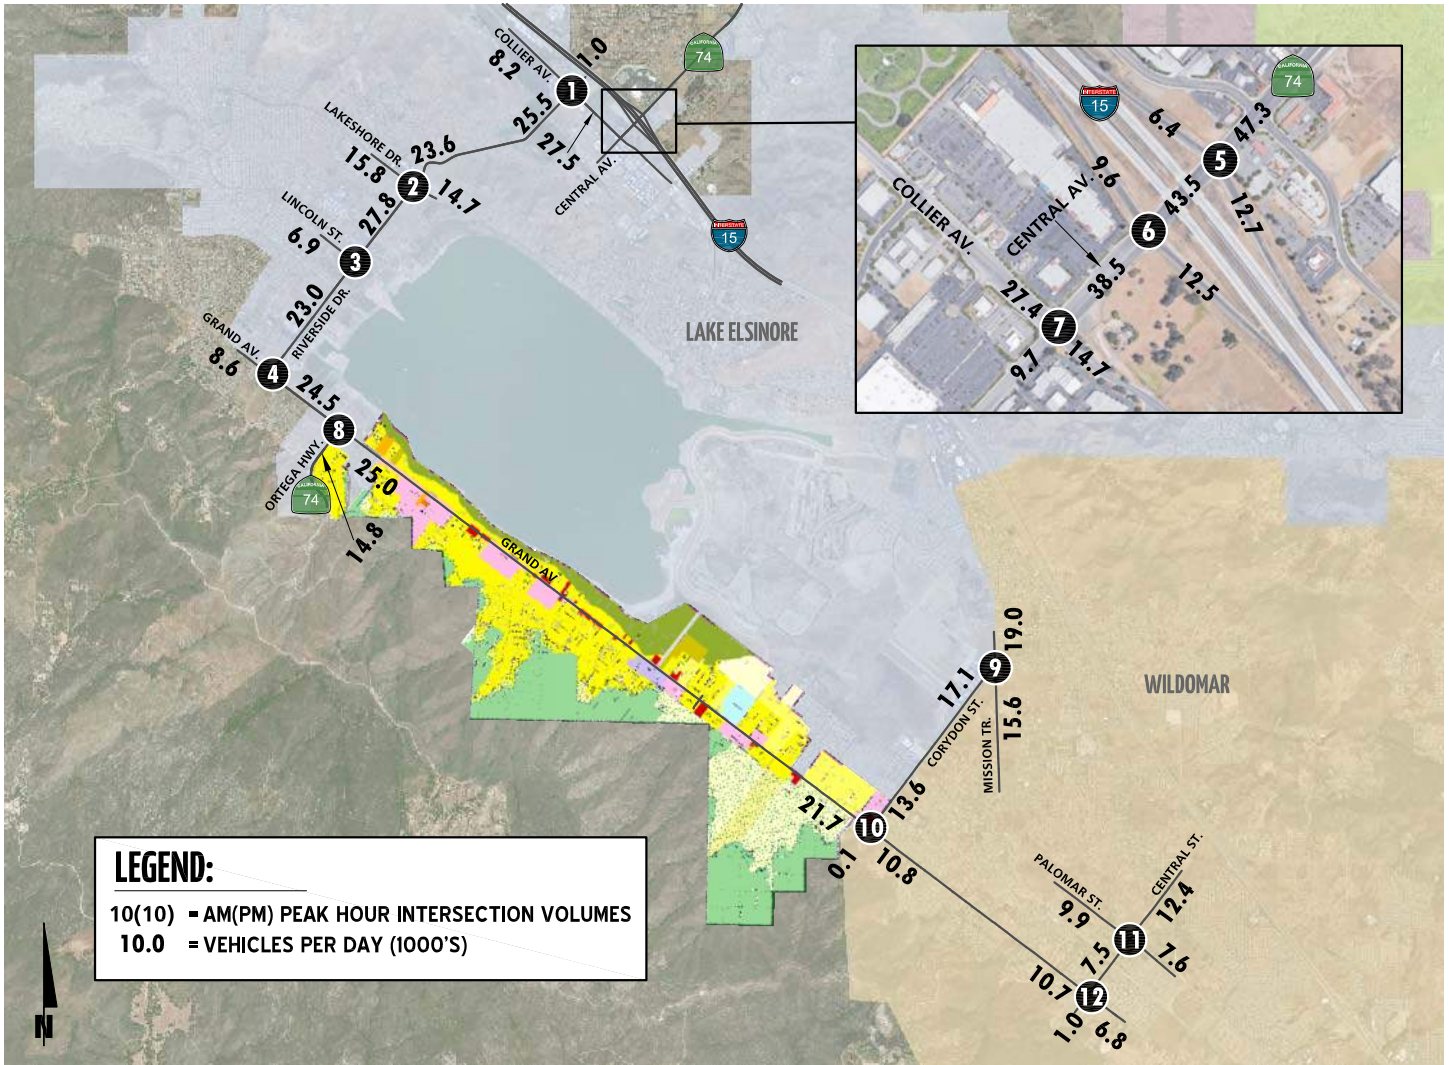 COLLIER AV.
8.2
1.0
1
CALIFORNIA
74
25.5
27.5
CENTRAL AV.
LAKESHORE DR.
15.8
23.6
2
14.7
LINCOLN ST.
6.9
27.8
3
INTERSTATE
15
23.0
RIVERSIDE DR.
GRAND AV.
8.6
4
24.5
8
ORTEGA HWY.
CALIFORNIA
74
25.0
14.8
GRAND AV
LAKE ELSINORE
INTERSTATE
15
CALIFORNIA
74
6.4
47.3
5
9.6
43.5
12.7
COLLIER AV.
CENTRAL AV.
6
38.5
12.5
27.4
7
9.7
14.7
19.0
9
17.1
CORYDON ST.
MISSION TR.
15.6
WILDOMAR
13.6
21.7
10
0.1
10.8
PALOMAR ST.
9.9
CENTRAL ST.
12.4
11
7.5
7.6
10.7
12
1.0
6.8
LEGEND:
10(10) = AM(PM) PEAK HOUR INTERSECTION VOLUMES
10.0 = VEHICLES PER DAY (1000'S)
N